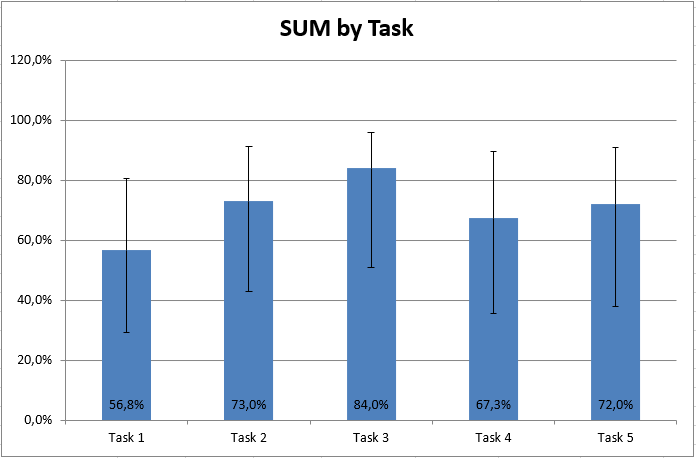 SUM by Task
120,0%
100,0%
80,0%
60,0%
40,0%
20,0%
0,0%
56,8% 73,0% 84,0% 67,3% 72,0%
Task 1 Task 2 Task 3 Task 4 Task 5